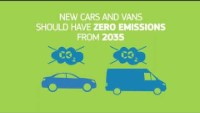 NEW CARS AND VANS
SHOULD HAVE ZERO EMISSIONS
FROM 2035